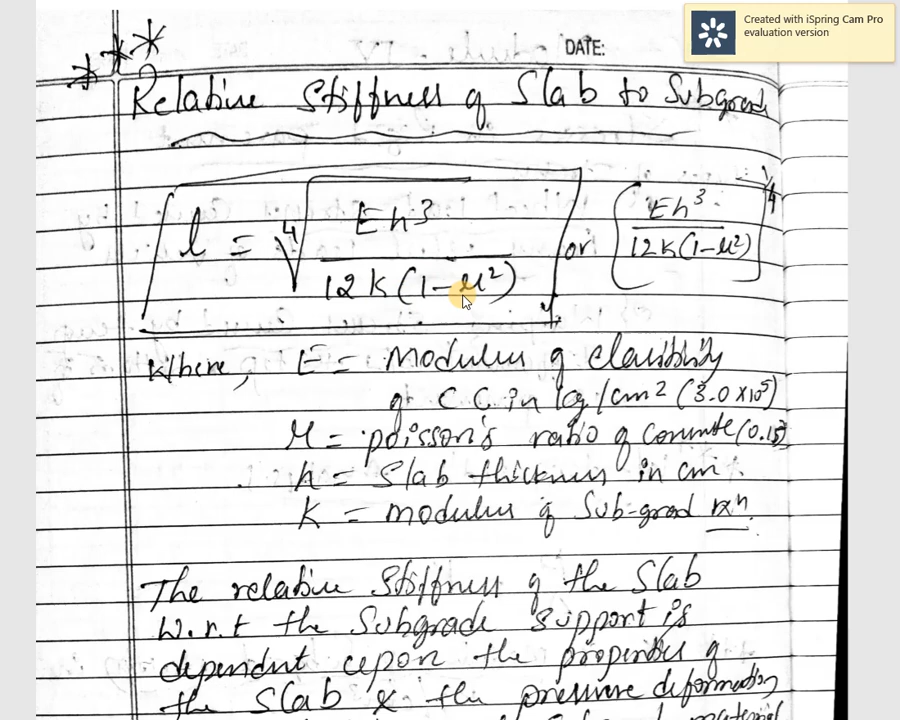 Created with iSpring Cam Pro
evaluation version
DATE:
Relative Stiffness of Slab to Subgrade
l = ∜(Eh³ / 12K(1-μ²)) or [Eh³ / 12K(1-μ²)]^1/4
Where, E = Modulus of elasticity
of C C in kg/cm2 (3.0 x10⁵)
μ = poisson's ratio of concrete (0.15)
h = Slab thickness in cm
K = modulus of Sub-grad rxⁿ.
The relative Stiffness of the Slab
W.r.t the Subgrade support is
dependent upon the properties of
the Slab & the pressure deformation
material